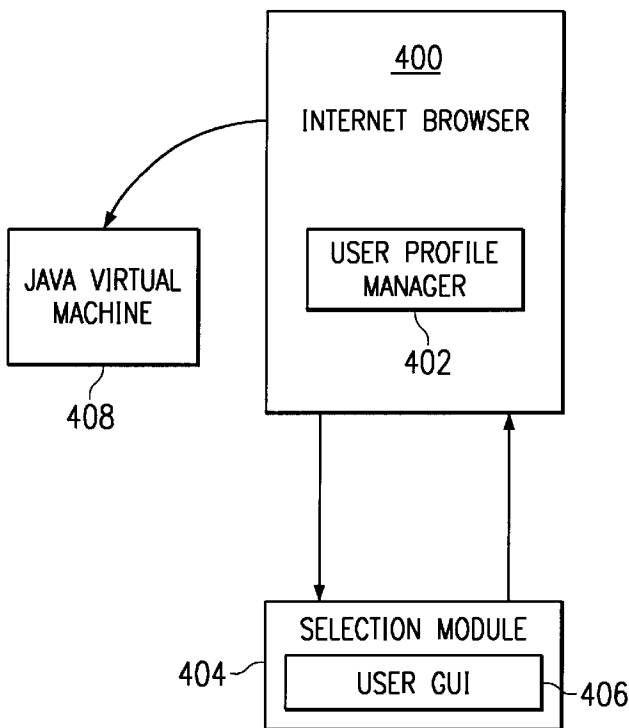 400
INTERNET BROWSER
USER PROFILE
MANAGER
402
JAVA VIRTUAL
MACHINE
408
SELECTION MODULE
404
USER GUI
406